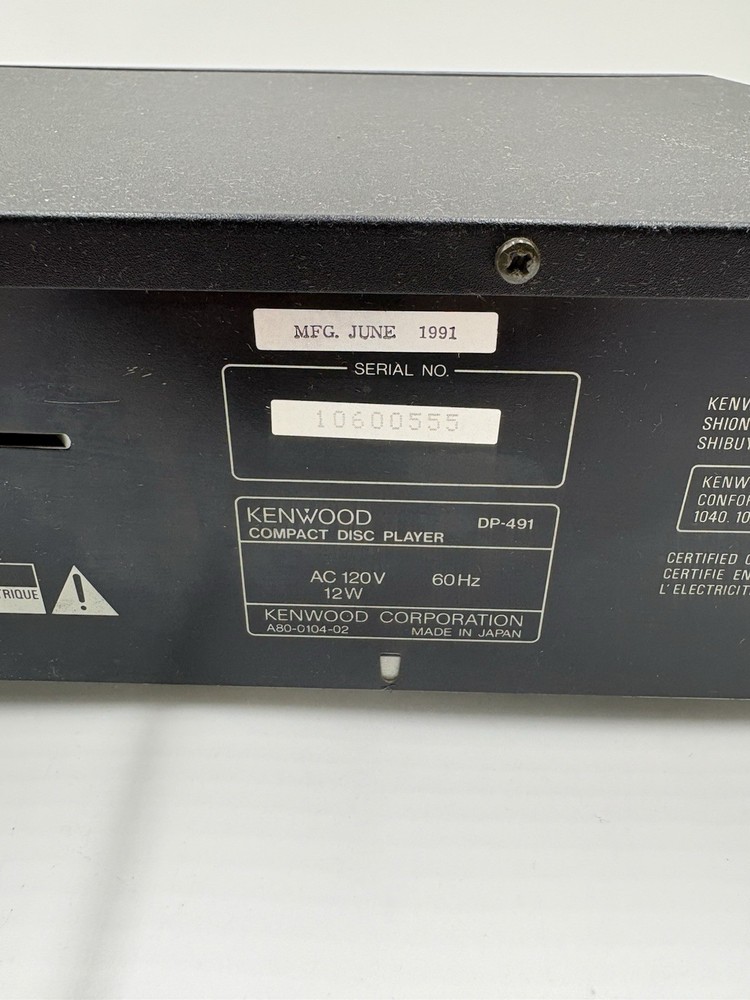 MFG. JUNE 1991
SERIAL NO.
10600555
KENWOOD DP-491
COMPACT DISC PLAYER
AC 120V 60Hz
12W
KENWOOD CORPORATION
A80-0104-02 MADE IN JAPAN
TRIQUE
!
KENW
SHION
SHIBUY
KENW
CONFOR
1040. 10
CERTIFIED
CERTIFIE EN
L'ELECTRICIT